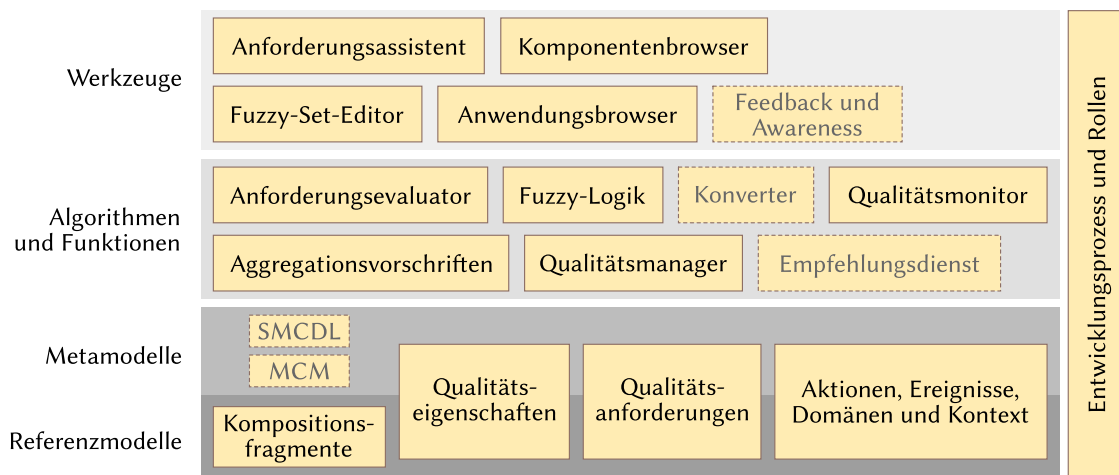 Werkzeuge
Anforderungsassistent
Komponentenbrowser
Fuzzy-Set-Editor
Anwendungsbrowser
Feedback und
Awareness
Algorithmen
und Funktionen
Anforderungsevaluator
Fuzzy-Logik
Konverter
Qualitätsmonitor
Aggregationsvorschriften
Qualitätsmanager
Empfehlungsdienst
Metamodelle
SMCDL
MCM
Referenzmodelle
Kompositions-
fragmente
Qualitäts-
eigenschaften
Qualitäts-
anforderungen
Aktionen, Ereignisse,
Domänen und Kontext
Entwicklungsprozess und Rollen